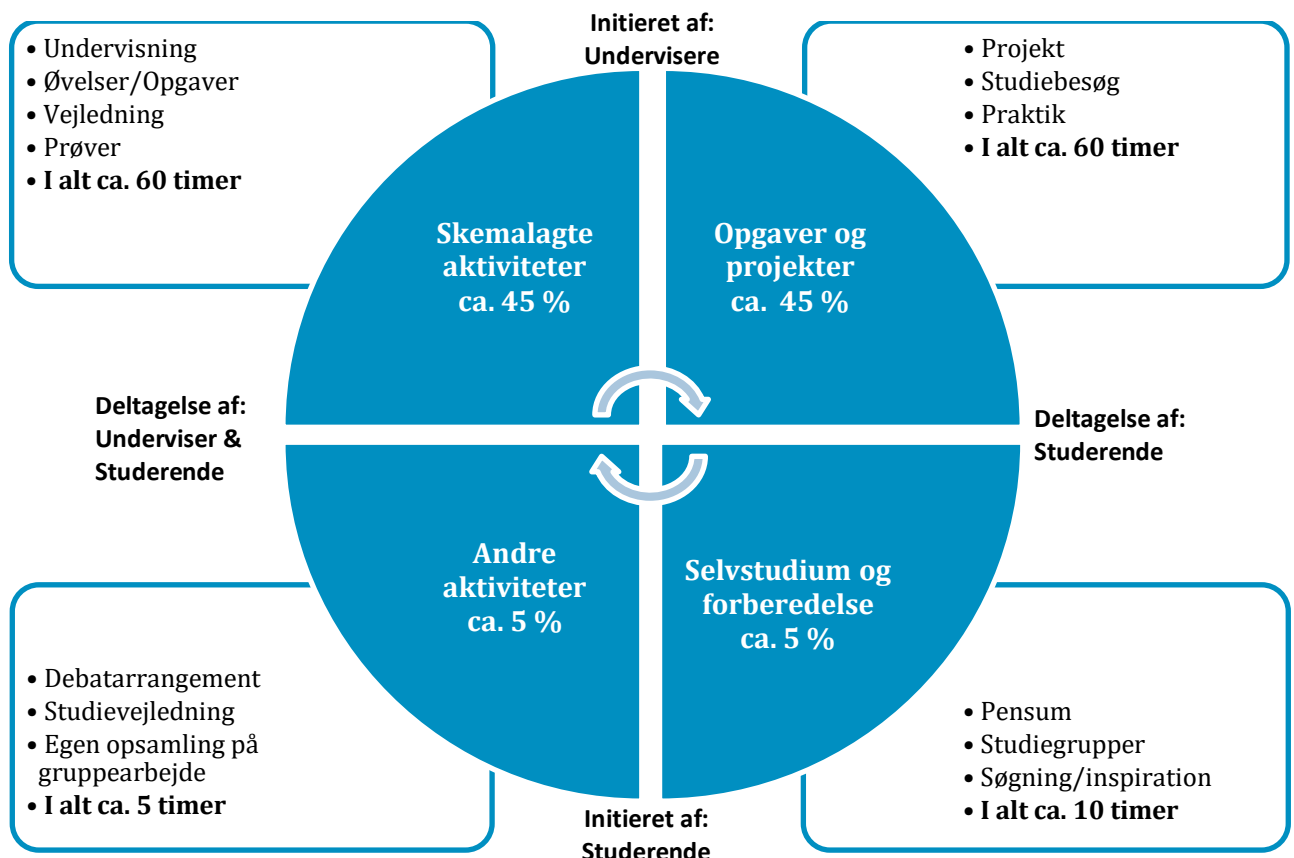 Initieret af:
Undervisere
• Undervisning
• Øvelser/Opgaver
• Vejledning
• Prøver
• I alt ca. 60 timer
• Projekt
• Studiebesøg
• Praktik
• I alt ca. 60 timer
Skemalagte
aktiviteter
ca. 45 %
Opgaver og
projekter
ca. 45 %
Deltagelse af:
Underviser &
Studerende
Deltagelse af:
Studerende
Andre
aktiviteter
ca. 5 %
Selvstudium og
forberedelse
ca. 5 %
• Debatarrangement
• Studievejledning
• Egen opsamling på
gruppearbejde
• I alt ca. 5 timer
• Pensum
• Studiegrupper
• Søgning/inspiration
• I alt ca. 10 timer
Initieret af:
Studerende